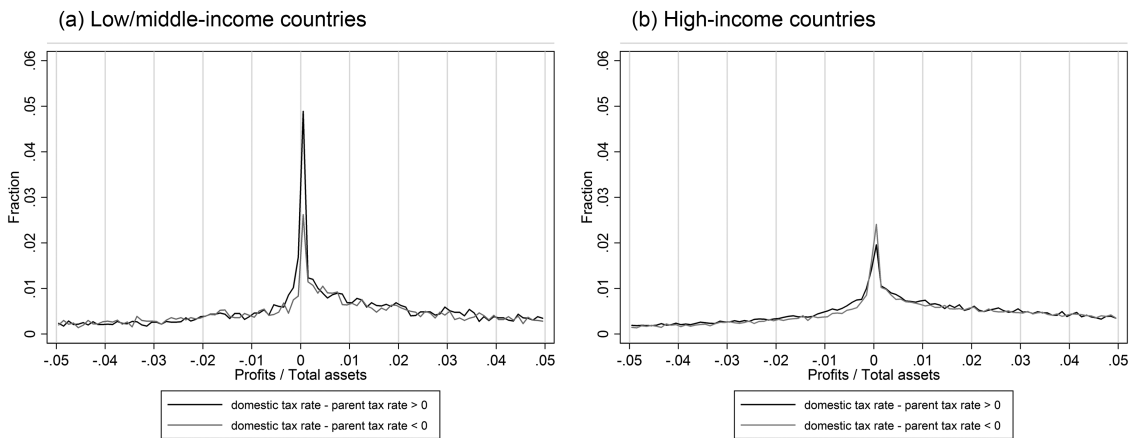 (a) Low/middle-income countries
.06
.05
.04
.03
.02
.01
0
Fraction
-.05 -.04 -.03 -.02 -.01 0 .01 .02 .03 .04 .05
Profits / Total assets
domestic tax rate - parent tax rate > 0
domestic tax rate - parent tax rate < 0
(b) High-income countries
.06
.05
.04
.03
.02
.01
0
Fraction
-.05 -.04 -.03 -.02 -.01 0 .01 .02 .03 .04 .05
Profits / Total assets
domestic tax rate - parent tax rate > 0
domestic tax rate - parent tax rate < 0